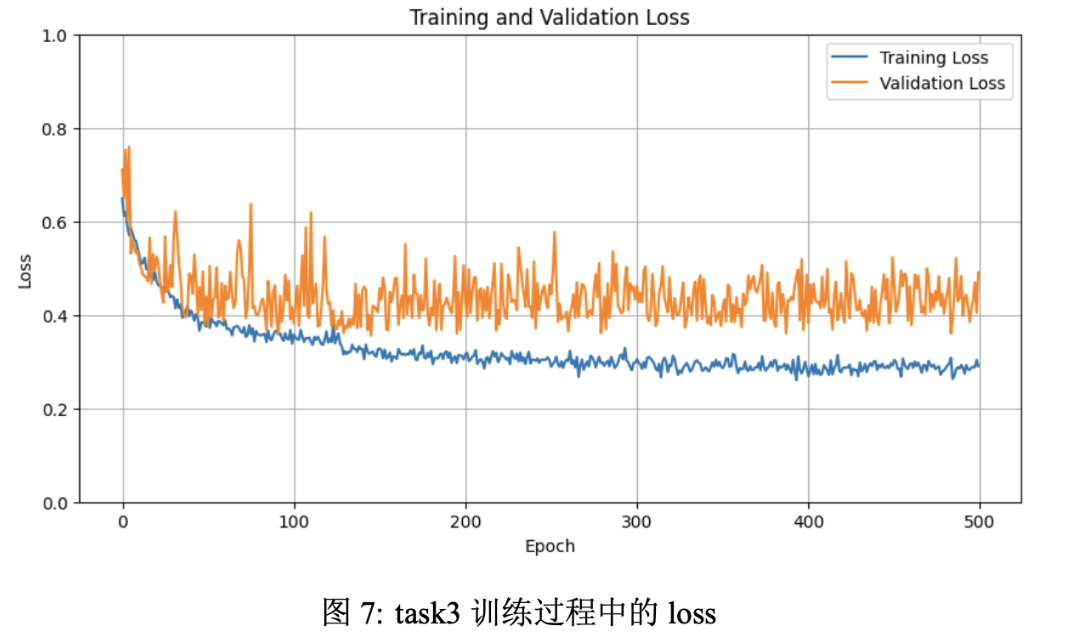 Training and Validation Loss
1.0
0.8
0.6
0.4
0.2
0.0
Loss
Training Loss
Validation Loss
0
100
200
300
400
500
Epoch
图 7: task3 训练过程中的 loss